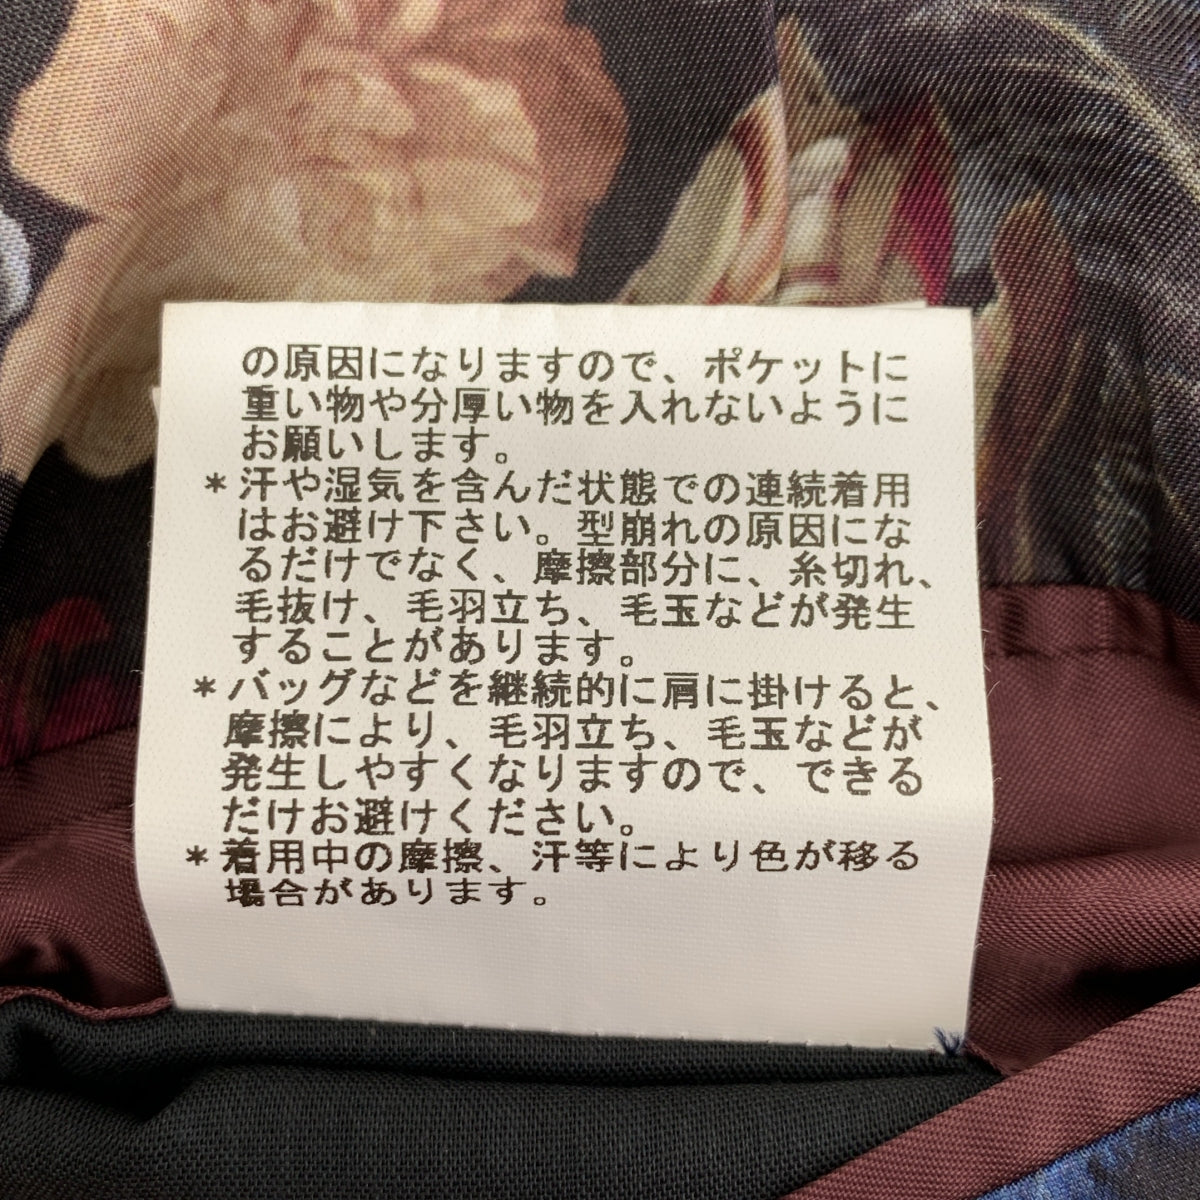 の原因になりますので、ポケットに
重い物や分厚い物を入れないように
お願いします。
＊汗や湿気を含んだ状態での連続着用
はお避け下さい。型崩れの原因にな
るだけでなく、摩擦部分に、糸切れ、
毛抜け、毛羽立ち、毛玉などが発生
することがあります。
＊バッグなどを継続的に肩に掛けると、
摩擦により、毛羽立ち、毛玉などが
発生しやすくなりますので、できる
だけお避けください。
＊着用中の摩擦、汗等により色が移る
場合があります。